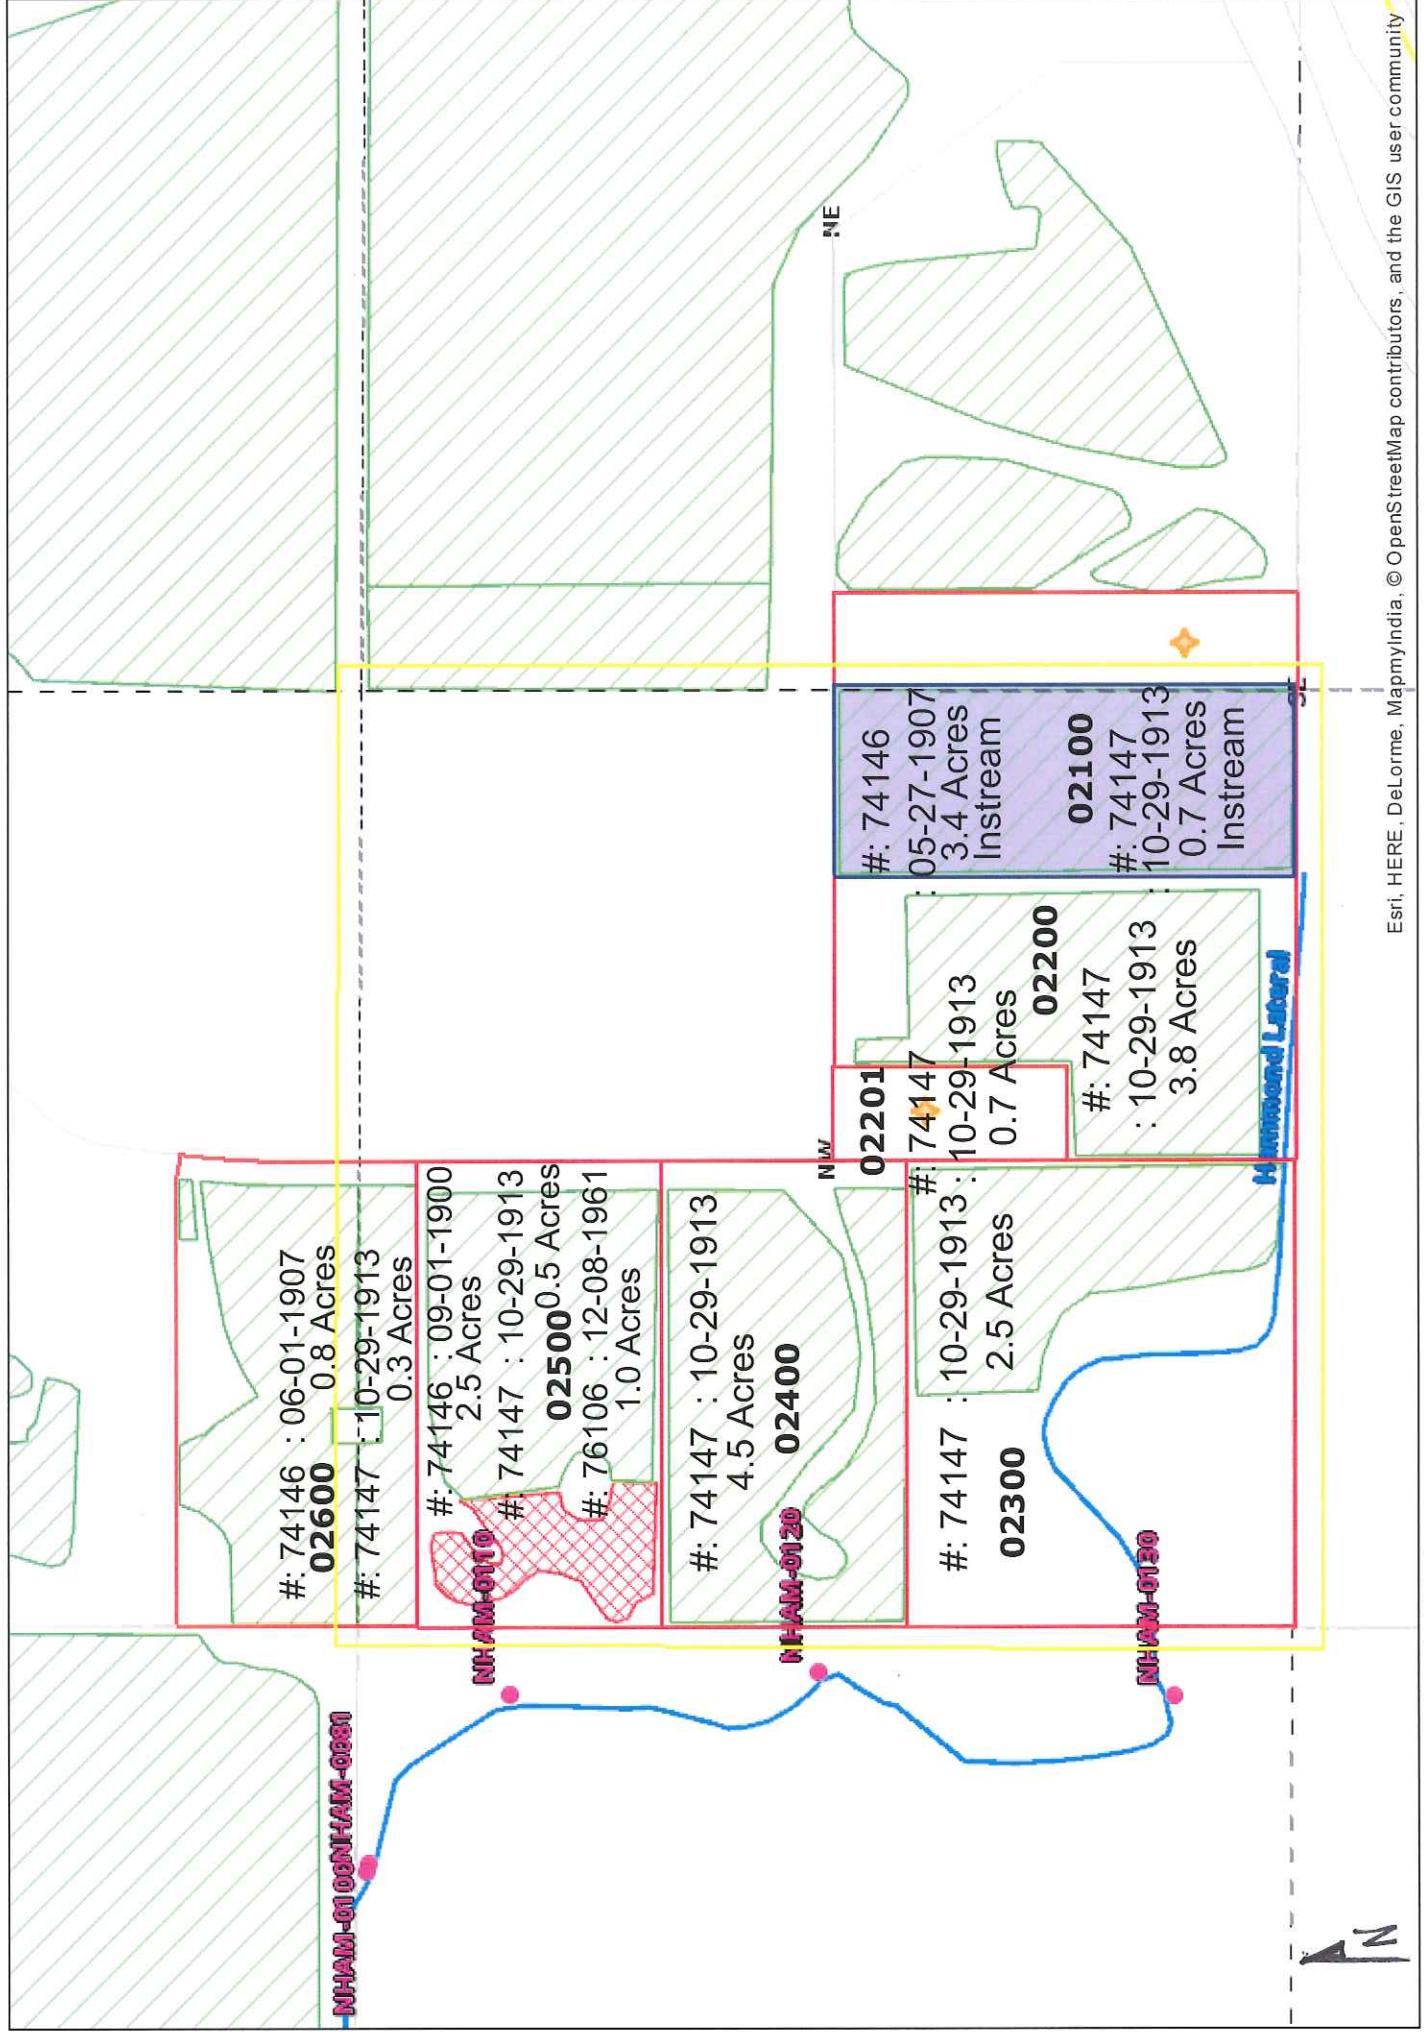 NHAM-0100NHAM-0081
#: 74146 : 06-01-1907
0.8 Acres
02600
#: 74147 : 10-29-1913
0.3 Acres
#: 74146 : 09-01-1900
2.5 Acres
NHAM-0110
#: 74147 : 10-29-1913
0.5 Acres
02500
#: 76106 : 12-08-1961
1.0 Acres
#: 74147 : 10-29-1913
4.5 Acres
02400
NHAM-0120
NW
NE
02201
#: 74147
: 10-29-1913
0.7 Acres
#: 74147 : 10-29-1913
2.5 Acres
02300
NHAM-0130
02200
#: 74147
: 10-29-1913
3.8 Acres
Hammond Lateral
#: 74146
: 05-27-1907
3.4 Acres
Instream
02100
#: 74147
: 10-29-1913
0.7 Acres
Instream
SE
N
Esri, HERE, DeLorme, MapmyIndia, © OpenStreetMap contributors, and the GIS user community